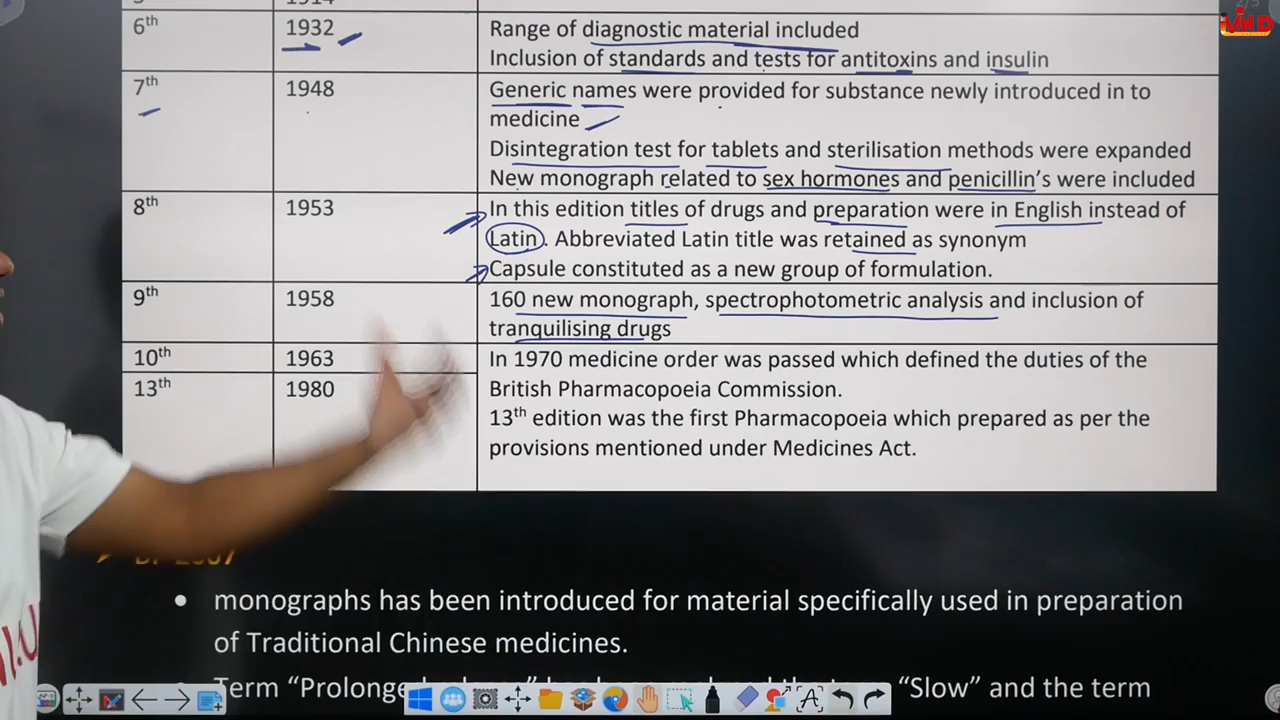 6th 1932 Range of diagnostic material included
Inclusion of standards and tests for antitoxins and insulin
7th 1948 Generic names were provided for substance newly introduced in to
medicine
Disintegration test for tablets and sterilisation methods were expanded
New monograph related to sex hormones and penicillin's were included
8th 1953 In this edition titles of drugs and preparation were in English instead of
Latin. Abbreviated Latin title was retained as synonym
Capsule constituted as a new group of formulation.
9th 1958 160 new monograph, spectrophotometric analysis and inclusion of
tranquilising drugs
10th 1963 In 1970 medicine order was passed which defined the duties of the
13th 1980 British Pharmacopoeia Commission.
13th edition was the first Pharmacopoeia which prepared as per the
provisions mentioned under Medicines Act.
• monographs has been introduced for material specifically used in preparation
of Traditional Chinese medicines.
• Term "Prolonge "Slow" and the term